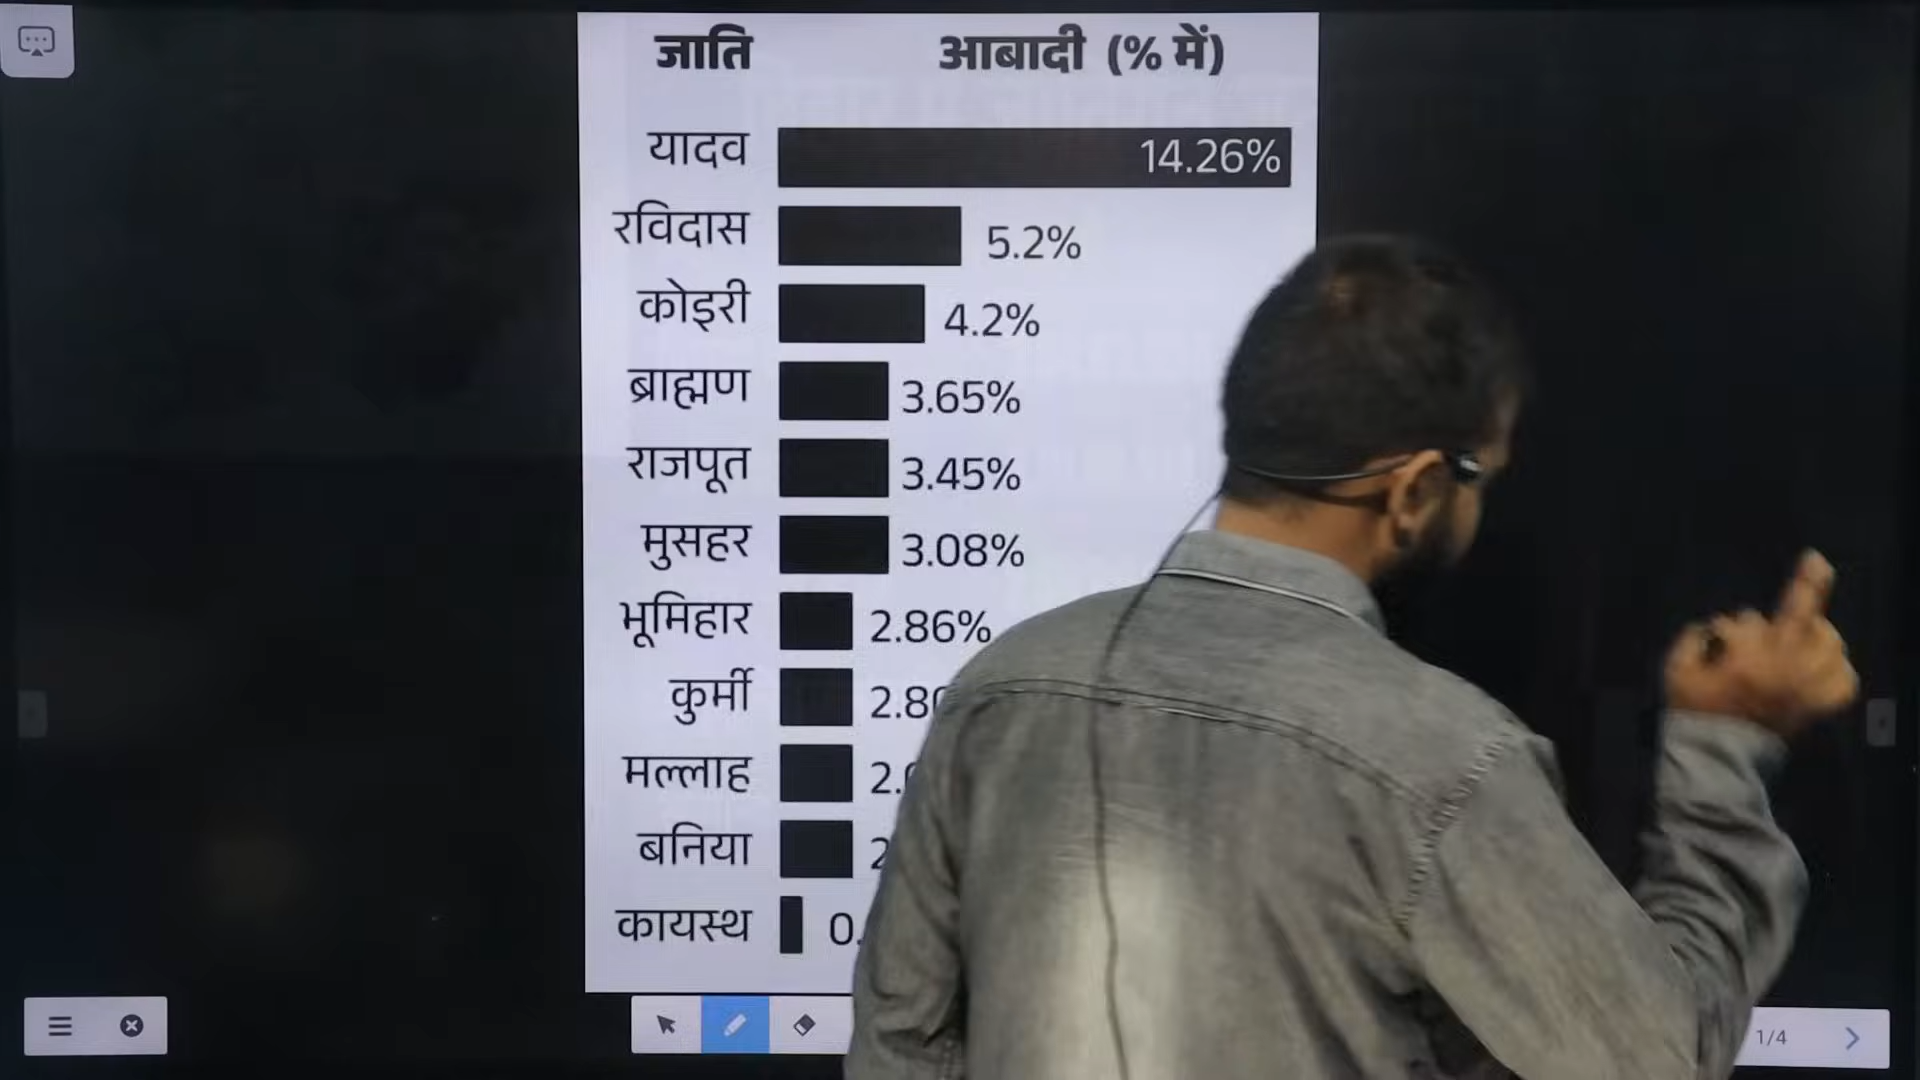 जाति आबादी (% में)
यादव 14.26%
रविदास 5.2%
कोइरी 4.2%
ब्राह्मण 3.65%
राजपूत 3.45%
मुसहर 3.08%
भूमिहार 2.86%
कुर्मी
मल्लाह
बनिया
कायस्थ
1/4